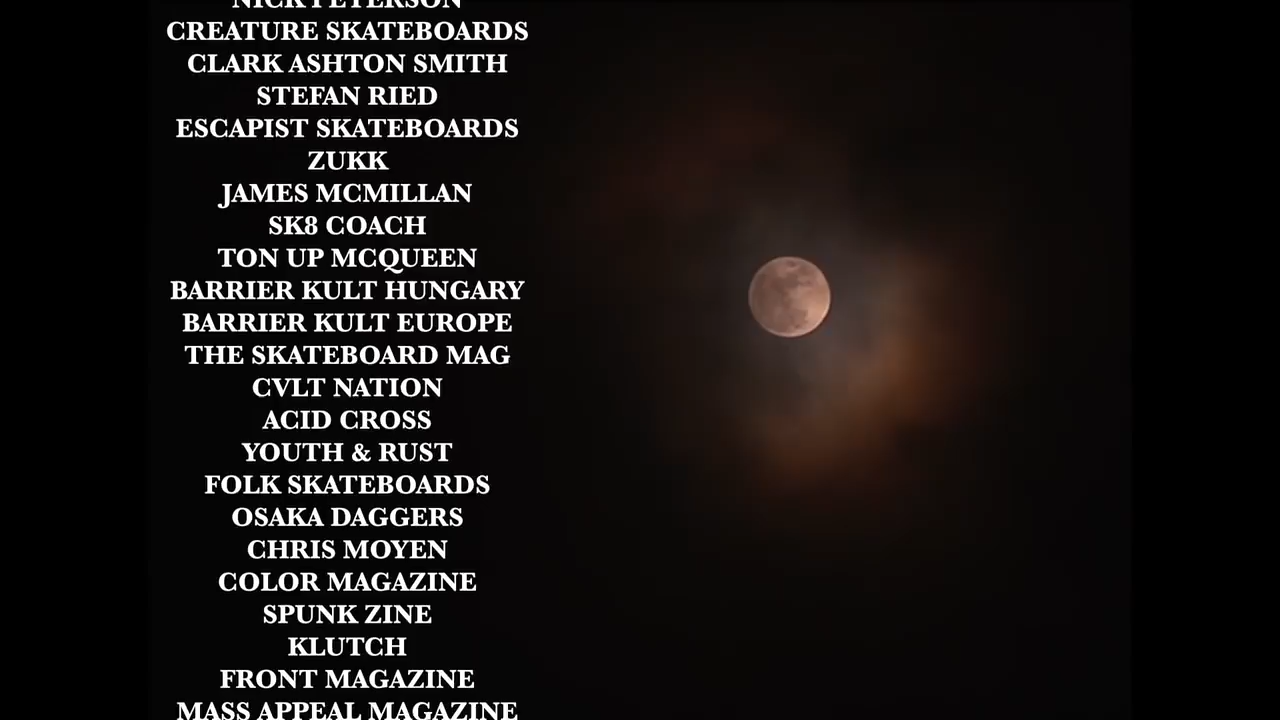 NICK PETERSON
CREATURE SKATEBOARDS
CLARK ASHTON SMITH
STEFAN RIED
ESCAPIST SKATEBOARDS
ZUKK
JAMES MCMILLAN
SK8 COACH
TON UP MCQUEEN
BARRIER KULT HUNGARY
BARRIER KULT EUROPE
THE SKATEBOARD MAG
CVLT NATION
ACID CROSS
YOUTH & RUST
FOLK SKATEBOARDS
OSAKA DAGGERS
CHRIS MOYEN
COLOR MAGAZINE
SPUNK ZINE
KLUTCH
FRONT MAGAZINE
MASS APPEAL MAGAZINE